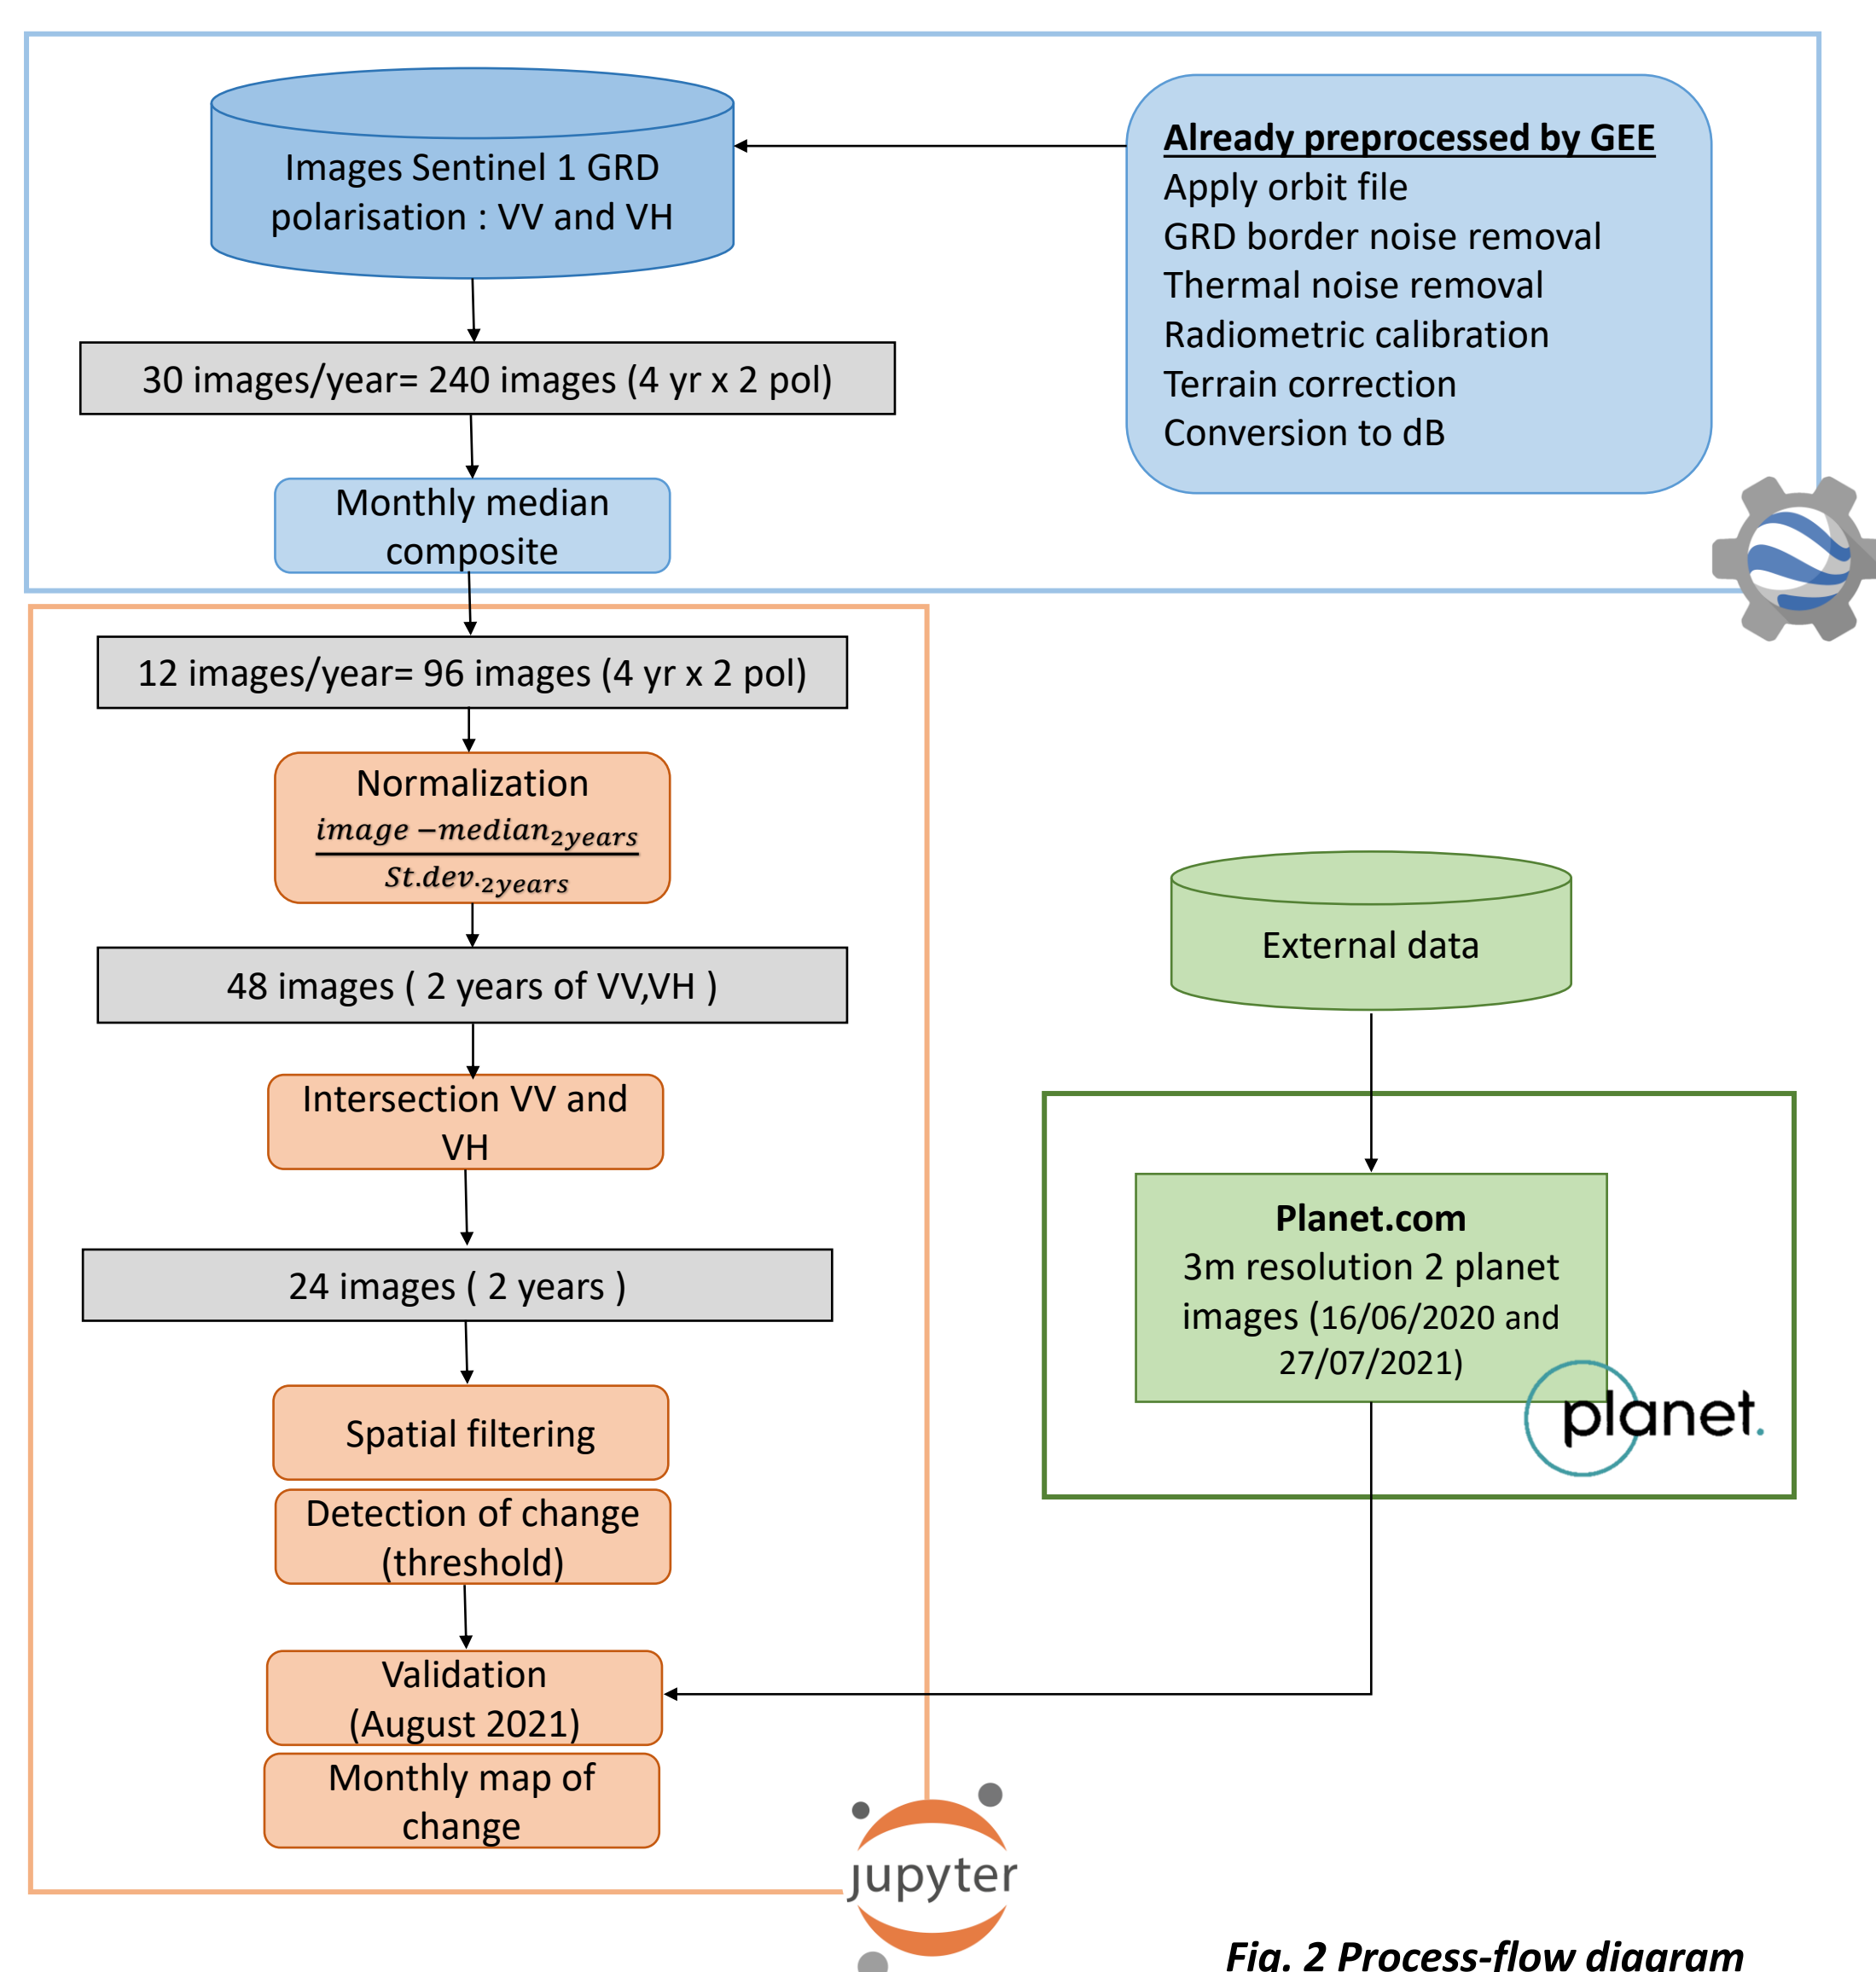 Images Sentinel 1 GRD
polarisation : VV and VH
Already preprocessed by GEE
Apply orbit file
GRD border noise removal
Thermal noise removal
Radiometric calibration
Terrain correction
Conversion to dB
30 images/year= 240 images (4 yr x 2 pol)
Monthly median
composite
12 images/year= 96 images (4 yr x 2 pol)
Normalization
image −median2years
St.dev.2years
48 images ( 2 years of VV,VH )
Intersection VV and
VH
24 images ( 2 years )
Spatial filtering
Detection of change
(threshold)
Validation
(August 2021)
Monthly map of
change
jupyter
External data
Planet.com
3m resolution 2 planet
images (16/06/2020 and
27/07/2021)
planet.
Fig. 2 Process-flow diagram